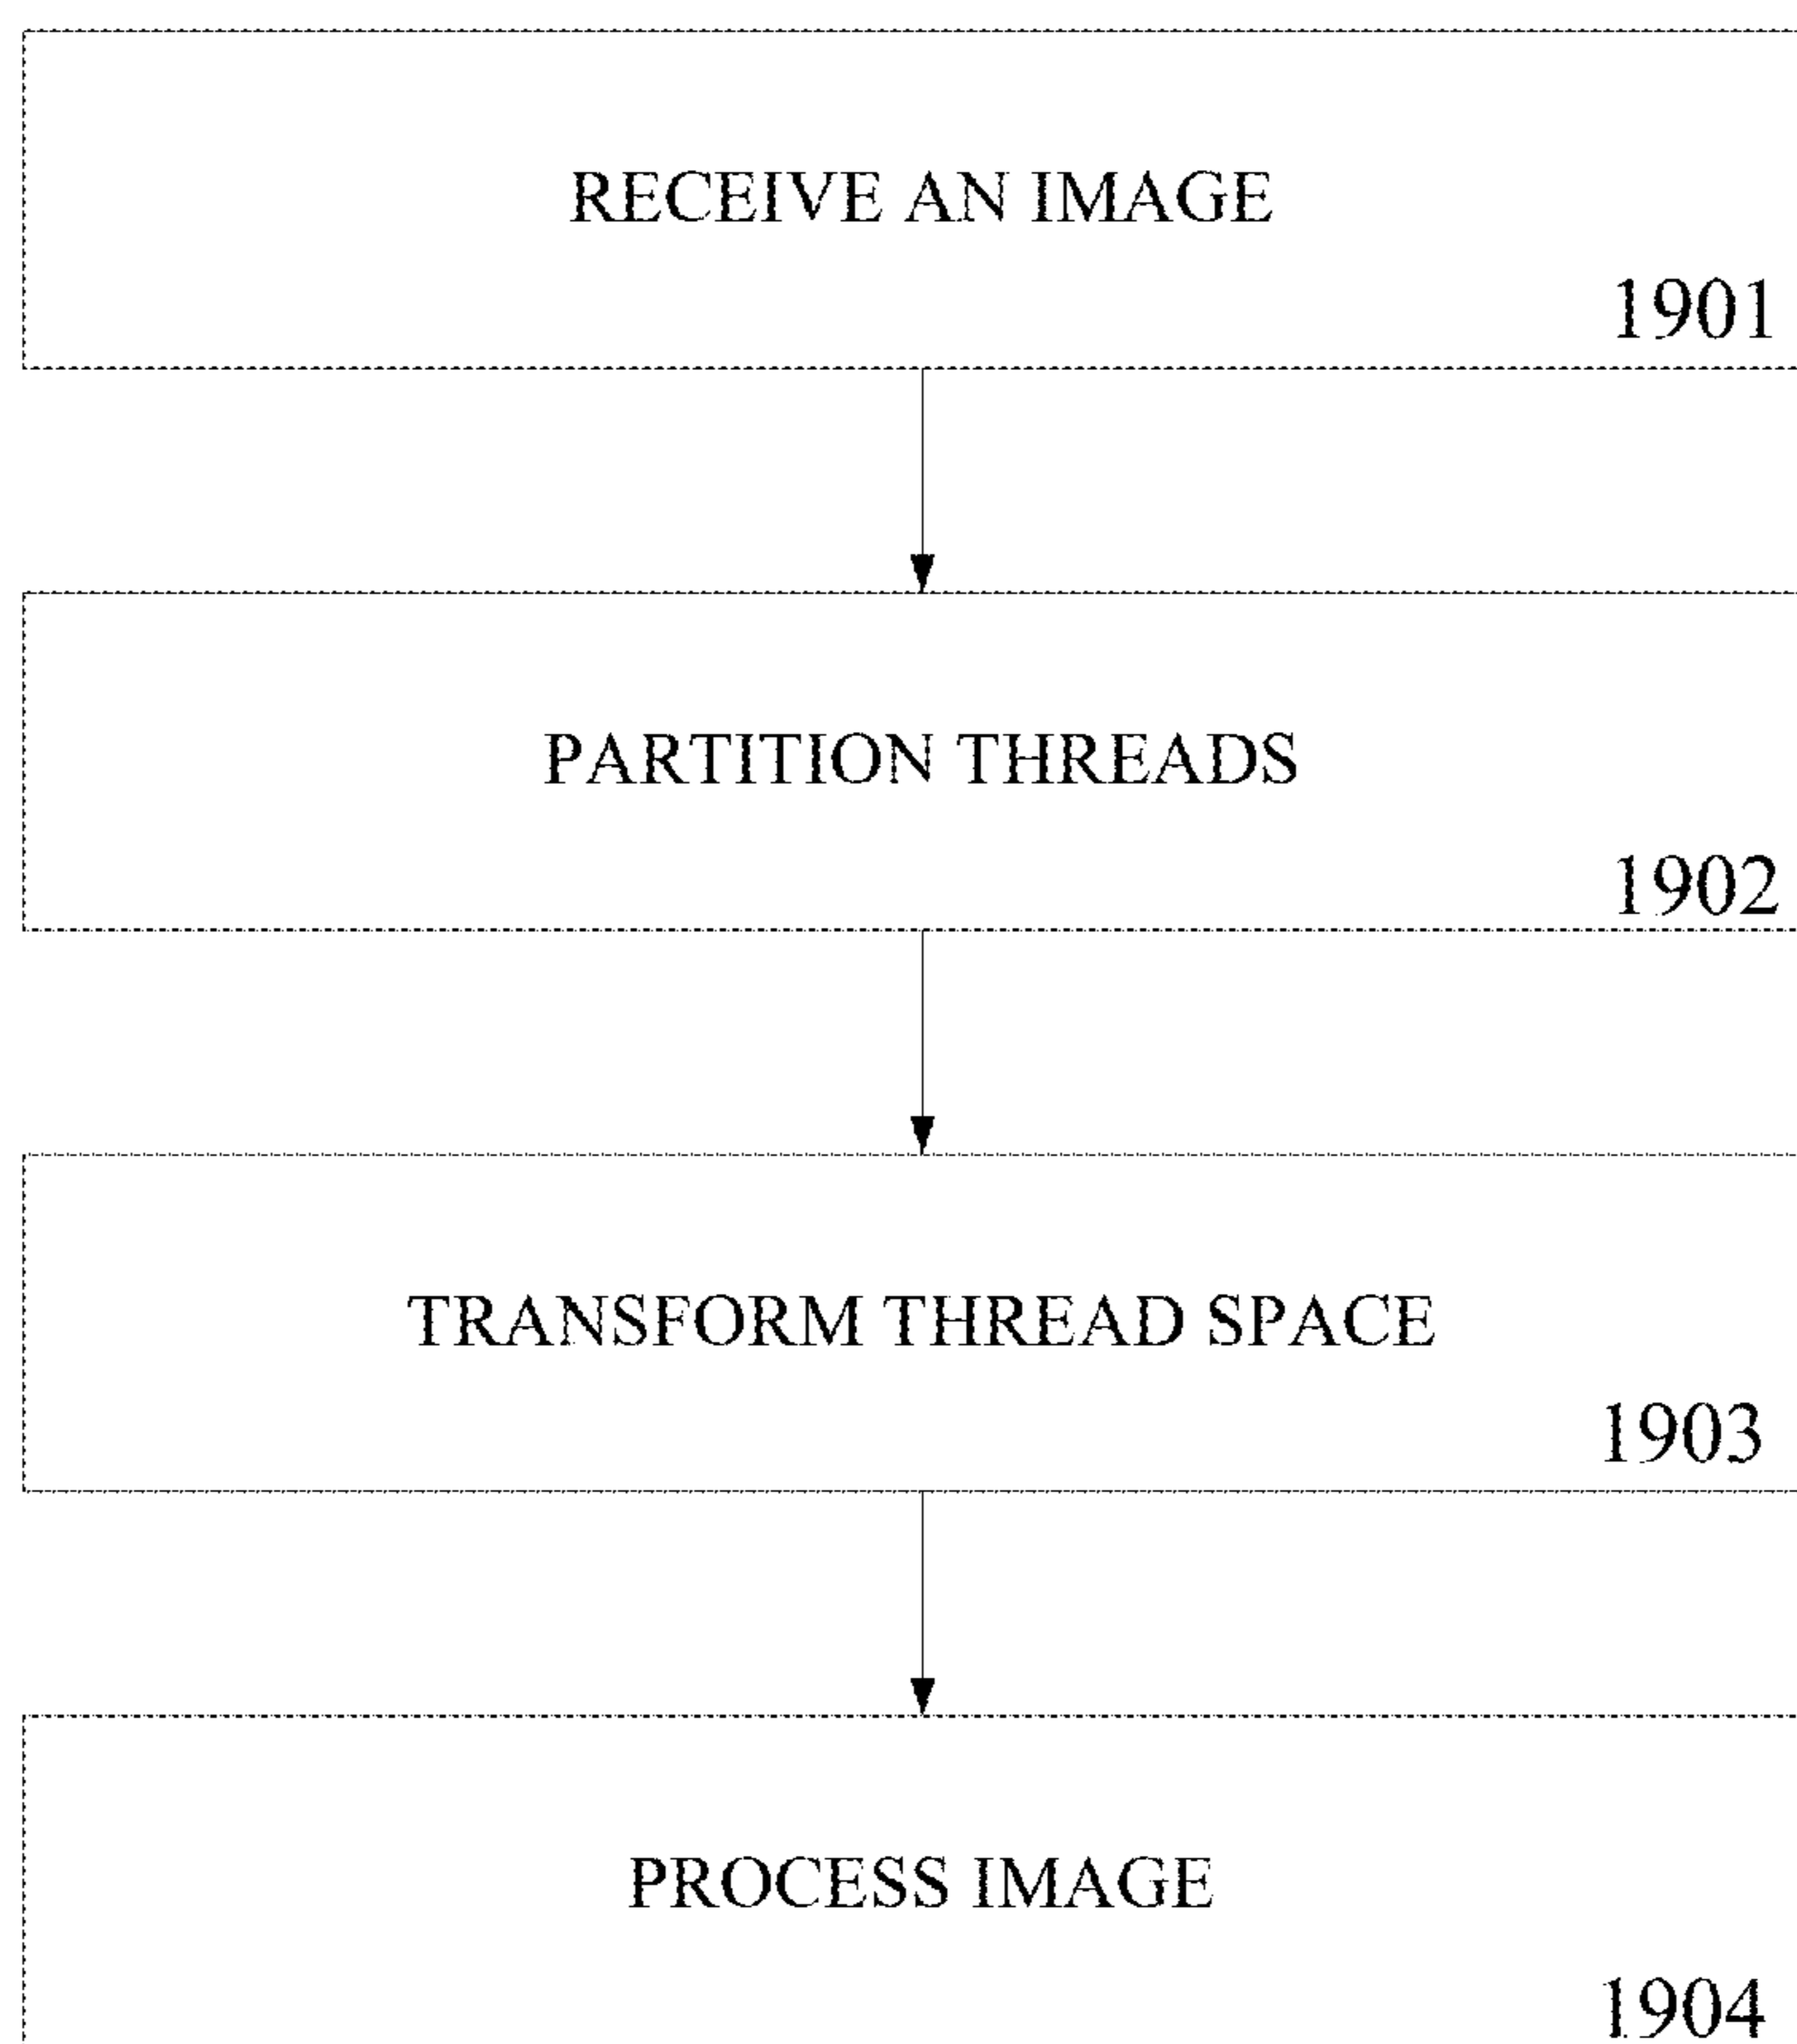 RECEIVE AN IMAGE
1901
PARTITION THREADS
1902
TRANSFORM THREAD SPACE
1903
PROCESS IMAGE
1904